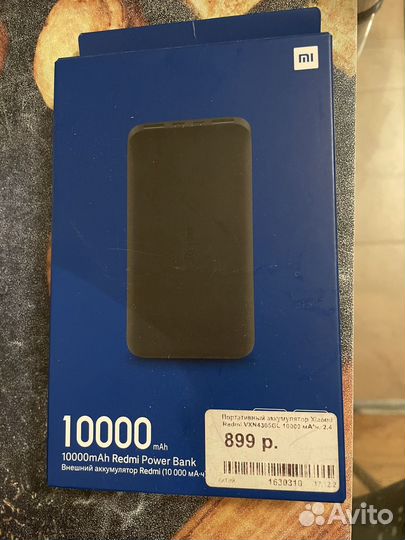 mi
10000 mAh
10000mAh Redmi Power Bank
Внешний аккумулятор Redmi (10 000 мА·ч
Портативный аккумулятор Xiaomi
Redmi VXN4305GL 10000 мА*ч, 2.4
899 р.
1630310
Avito